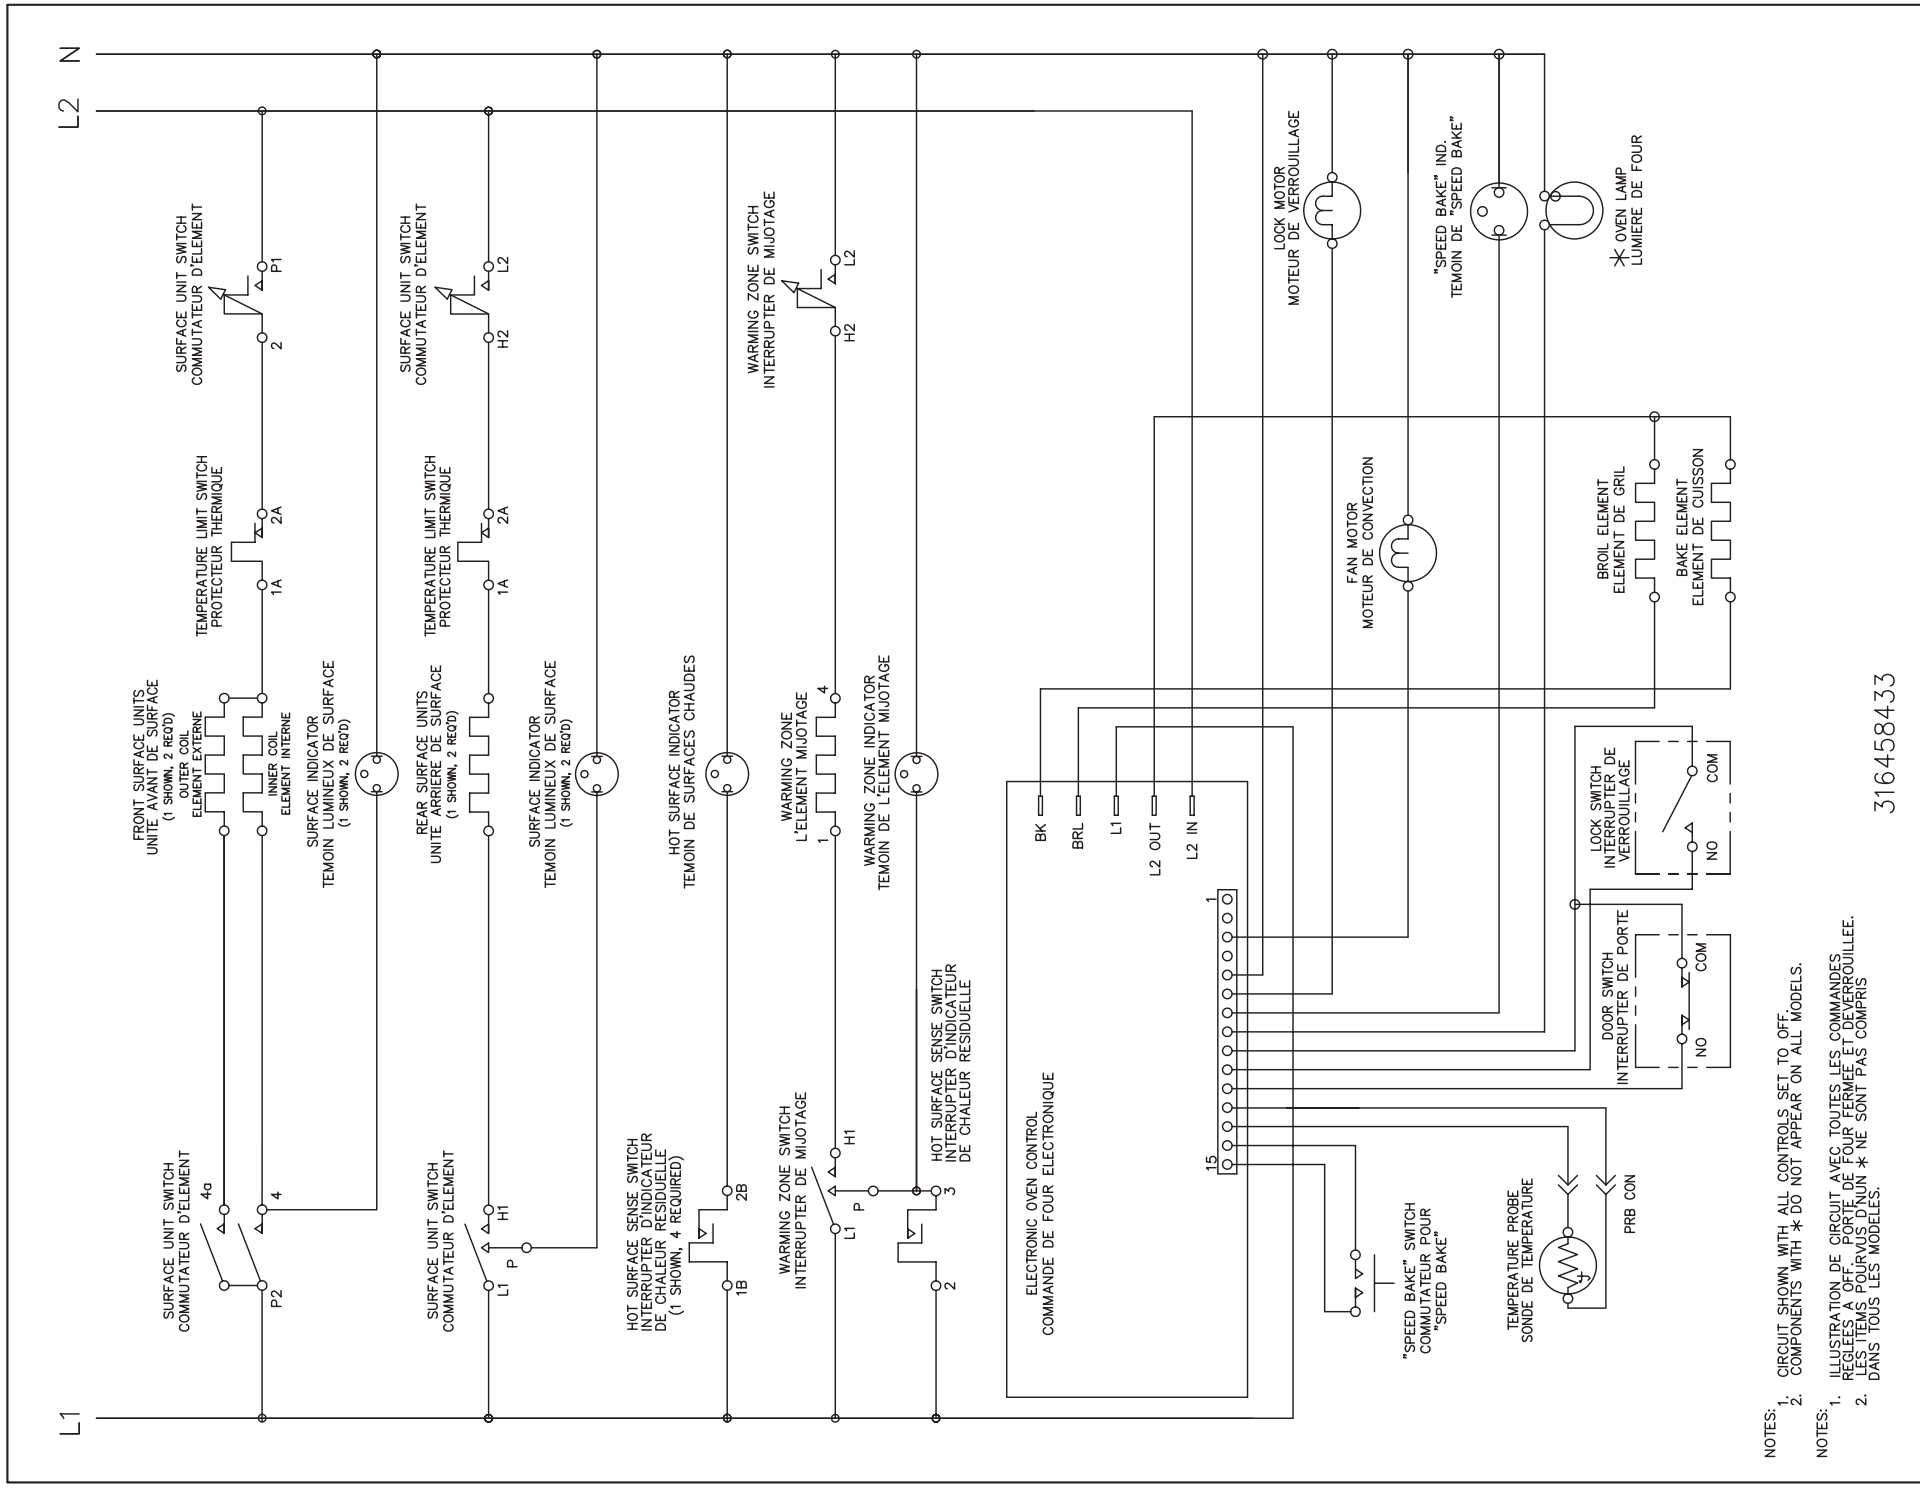 L1
L2
N
SURFACE UNIT SWITCH
COMMUTATEUR D'ELEMENT
P2
4a
4
FRONT SURFACE UNITS
UNITE AVANT DE SURFACE
(1 SHOWN, 2 REQ'D)
OUTER COIL
ELEMENT EXTERNE
INNER COIL
ELEMENT INTERNE
TEMPERATURE LIMIT SWITCH
PROTECTEUR THERMIQUE
1A
2A
SURFACE UNIT SWITCH
COMMUTATEUR D'ELEMENT
2
P1
SURFACE INDICATOR
TEMOIN LUMINEUX DE SURFACE
(1 SHOWN, 2 REQ'D)
SURFACE UNIT SWITCH
COMMUTATEUR D'ELEMENT
L1
P
H1
REAR SURFACE UNITS
UNITE ARRIERE DE SURFACE
(1 SHOWN, 2 REQ'D)
TEMPERATURE LIMIT SWITCH
PROTECTEUR THERMIQUE
1A
2A
SURFACE UNIT SWITCH
COMMUTATEUR D'ELEMENT
H2
L2
SURFACE INDICATOR
TEMOIN LUMINEUX DE SURFACE
(1 SHOWN, 2 REQ'D)
HOT SURFACE SENSE SWITCH
INTERRUPTER D'INDICATEUR
DE CHALEUR RESIDUELLE
(1 SHOWN, 4 REQUIRED)
1B
2B
HOT SURFACE INDICATOR
TEMOIN DE SURFACES CHAUDES
WARMING ZONE SWITCH
INTERRUPTER DE MIJOTAGE
L1
P
H1
WARMING ZONE
L'ELEMENT MIJOTAGE
1
4
WARMING ZONE SWITCH
INTERRUPTER DE MIJOTAGE
H2
L2
WARMING ZONE INDICATOR
TEMOIN DE L'ELEMENT MIJOTAGE
2
3
HOT SURFACE SENSE SWITCH
INTERRUPTER D'INDICATEUR
DE CHALEUR RESIDUELLE
ELECTRONIC OVEN CONTROL
COMMANDE DE FOUR ELECTRONIQUE
BK
BRL
L1
L2 OUT
L2 IN
15
1
LOCK MOTOR
MOTEUR DE VERROUILLAGE
FAN MOTOR
MOTEUR DE CONVECTION
"SPEED BAKE" IND.
TEMOIN DE "SPEED BAKE"
* OVEN LAMP
LUMIERE DE FOUR
BROIL ELEMENT
ELEMENT DE GRIL
BAKE ELEMENT
ELEMENT DE CUISSON
"SPEED BAKE" SWITCH
COMMUTATEUR POUR
"SPEED BAKE"
TEMPERATURE PROBE
SONDE DE TEMPERATURE
PRB CON
DOOR SWITCH
INTERRUPTER DE PORTE
NO
COM
LOCK SWITCH
INTERRUPTER DE
VERROUILLAGE
NO
COM
NOTES:
1. CIRCUIT SHOWN WITH ALL CONTROLS SET TO OFF.
2. COMPONENTS WITH * DO NOT APPEAR ON ALL MODELS.
NOTES:
1. ILLUSTRATION DE CIRCUIT AVEC TOUTES LES COMMANDES
REGLEES A OFF. PORTE DE FOUR FERMEE ET DEVERROUILLEE.
2. LES ITEMS POURVUS D'NUN * NE SONT PAS COMPRIS
DANS TOUS LES MODELES.
316458433